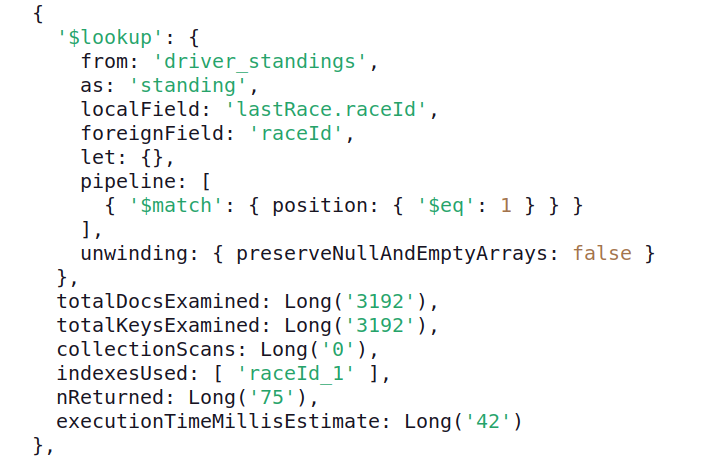 {
'$lookup': {
from: 'driver_standings',
as: 'standing',
localField: 'lastRace.raceId',
foreignField: 'raceId',
let: {},
pipeline: [
{ '$match': { position: { '$eq': 1 } } }
],
unwinding: { preserveNullAndEmptyArrays: false }
},
totalDocsExamined: Long('3192'),
totalKeysExamined: Long('3192'),
collectionScans: Long('0'),
indexesUsed: [ 'raceId_1' ],
nReturned: Long('75'),
executionTimeMillisEstimate: Long('42')
},